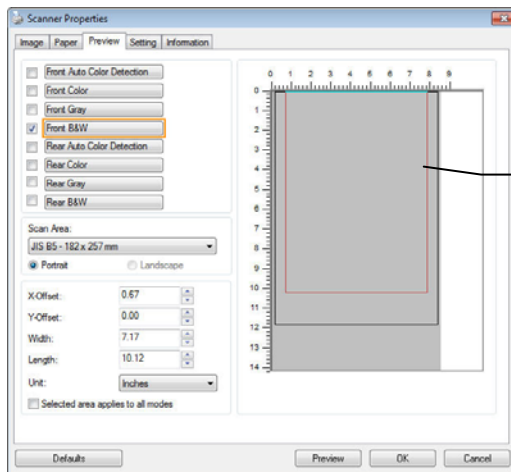 Scanner Properties
Image Paper Preview Setting Information
Front Auto Color Detection
Front Color
Front Gray
Front B&W
Rear Auto Color Detection
Rear Color
Rear Gray
Rear B&W
Scan Area:
JIS B5 - 182 x 257 mm
Portrait Landscape
X-Offset: 0.67
Y-Offset: 0.00
Width: 7.17
Length: 10.12
Unit: Inches
Selected area applies to all modes
0 1 2 3 4 5 6 7 8 9
0
1
2
3
4
5
6
7
8
9
10
11
12
13
14
Defaults Preview OK Cancel